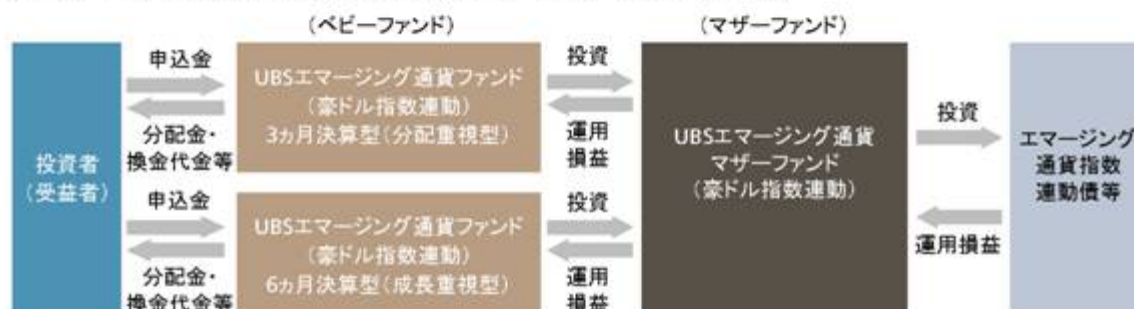 (ベビーファンド)
(マザーファンド)
投資者
(受益者)
申込金
分配金・
換金代金等
UBSエマージング通貨ファンド
(豪ドル指数連動)
3ヵ月決算型(分配重視型)
投資
運用
損益
申込金
分配金・
換金代金等
UBSエマージング通貨ファンド
(豪ドル指数連動)
6ヵ月決算型(成長重視型)
投資
運用
損益
UBSエマージング通貨
マザーファンド
(豪ドル指数連動)
投資
運用損益
エマージング
通貨指数
連動債等